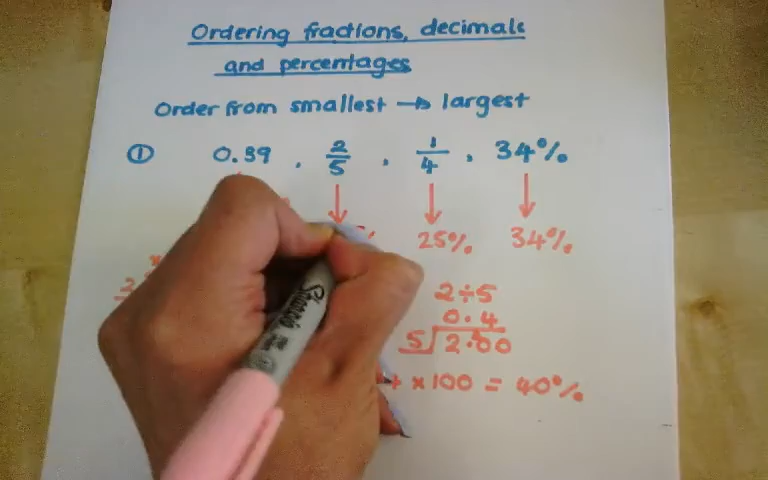 Ordering fractions, decimals
and percentages
Order from smallest → largest
① 0.39 , 2/5 , 1/4 , 34%
% 25% 34%
2÷5
0.4
5 2.00
× 100 = 40%
Sharpie